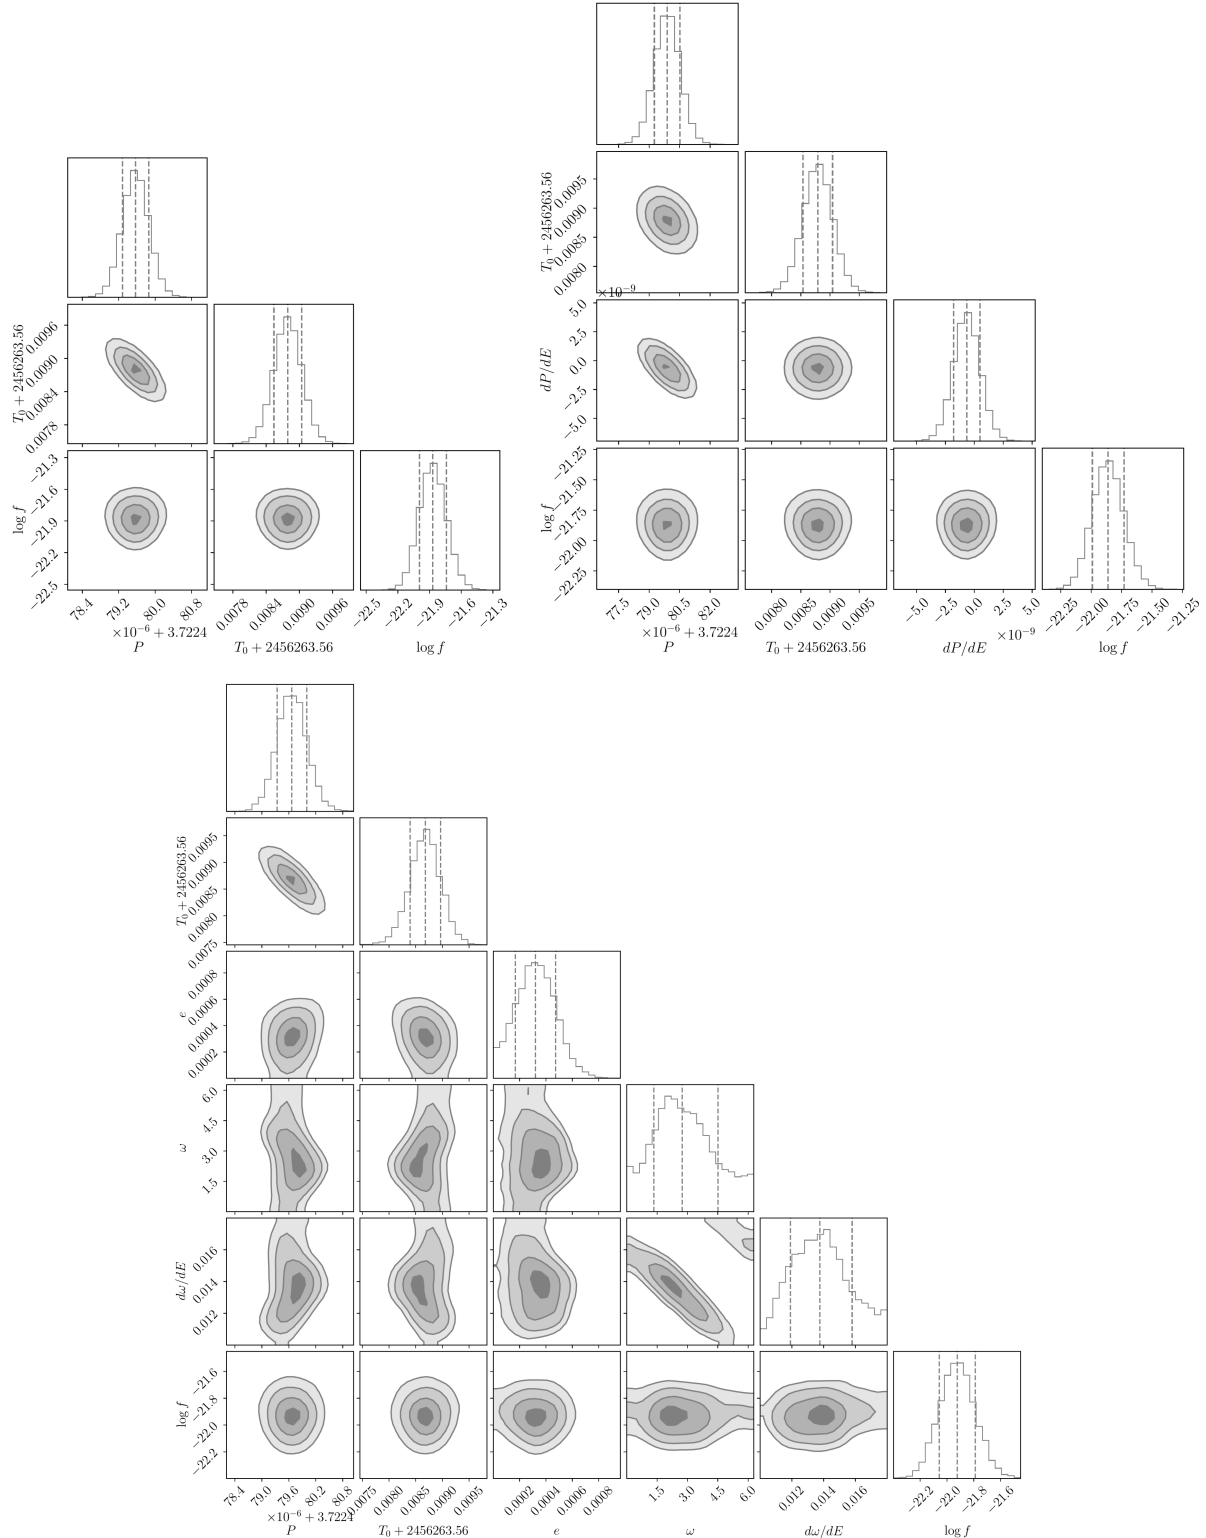 T₀ + 2456263.56
0.0096
0.0090
0.0084
0.0078
log f
−21.3
−21.6
−21.9
−22.2
−22.5
78.4 79.2 80.0 80.8
×10⁻⁶ + 3.7224
P
0.0078 0.0084 0.0090 0.0096
T₀ + 2456263.56
−22.5 −22.2 −21.9 −21.6 −21.3
log f
T₀ + 2456263.56
0.0095
0.0090
0.0085
0.0080
×10⁻⁹
dP/dE
5.0
2.5
0.0
−2.5
−5.0
log f
−21.25
−21.50
−21.75
−22.00
−22.25
77.5 79.0 80.5 82.0
×10⁻⁶ + 3.7224
P
0.0080 0.0085 0.0090 0.0095
T₀ + 2456263.56
−5.0 −2.5 0.0 2.5 5.0
×10⁻⁹
dP/dE
−22.25 −22.00 −21.75 −21.50 −21.25
log f
T₀ + 2456263.56
0.0095
0.0090
0.0085
0.0080
0.0075
e
0.0008
0.0006
0.0004
0.0002
ω
6.0
4.5
3.0
1.5
dω/dE
0.016
0.014
0.012
log f
−21.6
−21.8
−22.0
−22.2
78.4 79.0 79.6 80.2 80.8
×10⁻⁶ + 3.7224
P
0.0075 0.0080 0.0085 0.0090 0.0095
T₀ + 2456263.56
0.0002 0.0004 0.0006 0.0008
e
1.5 3.0 4.5 6.0
ω
0.012 0.014 0.016
dω/dE
−22.2 −22.0 −21.8 −21.6
log f